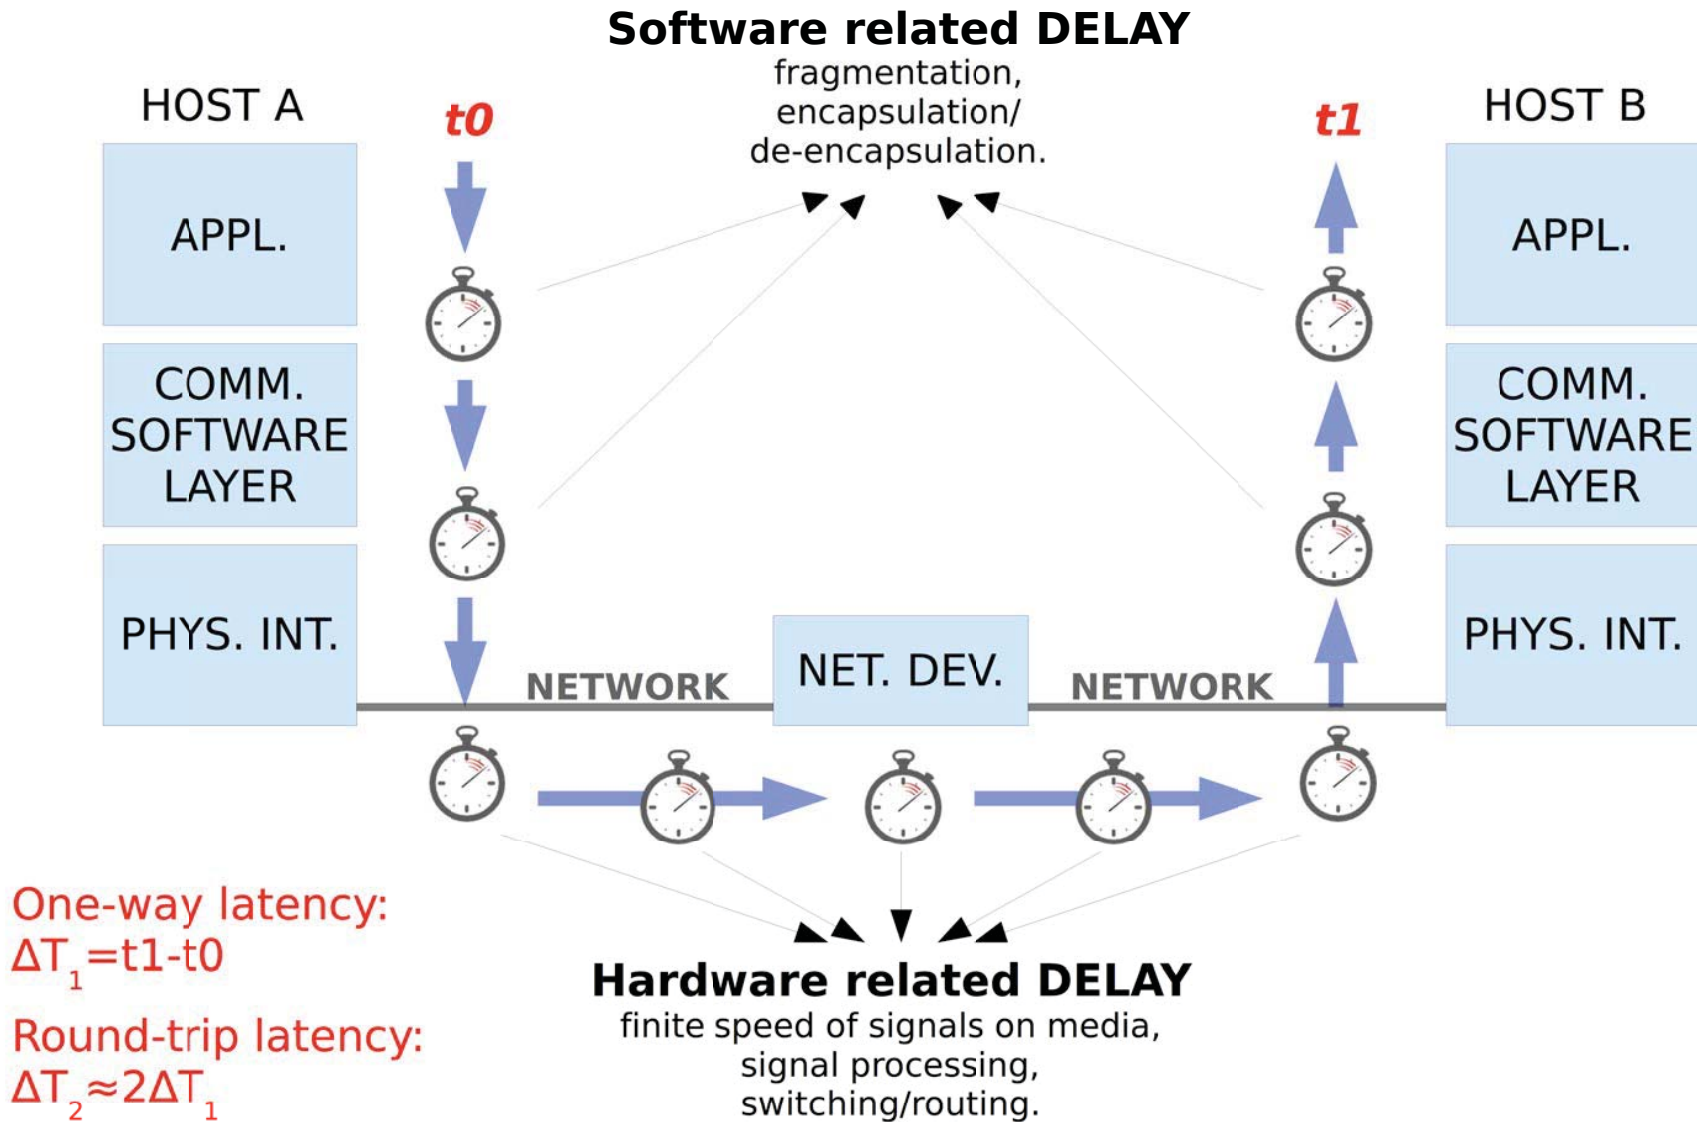 Software related DELAY
fragmentation,
encapsulation/
de-encapsulation.
HOST A
t0
t1
HOST B
APPL.
APPL.
COMM.
SOFTWARE
LAYER
COMM.
SOFTWARE
LAYER
PHYS. INT.
NETWORK
NET. DEV.
NETWORK
PHYS. INT.
One-way latency:
ΔT₁=t1-t0
Round-trip latency:
ΔT₂≈2ΔT₁
Hardware related DELAY
finite speed of signals on media,
signal processing,
switching/routing.